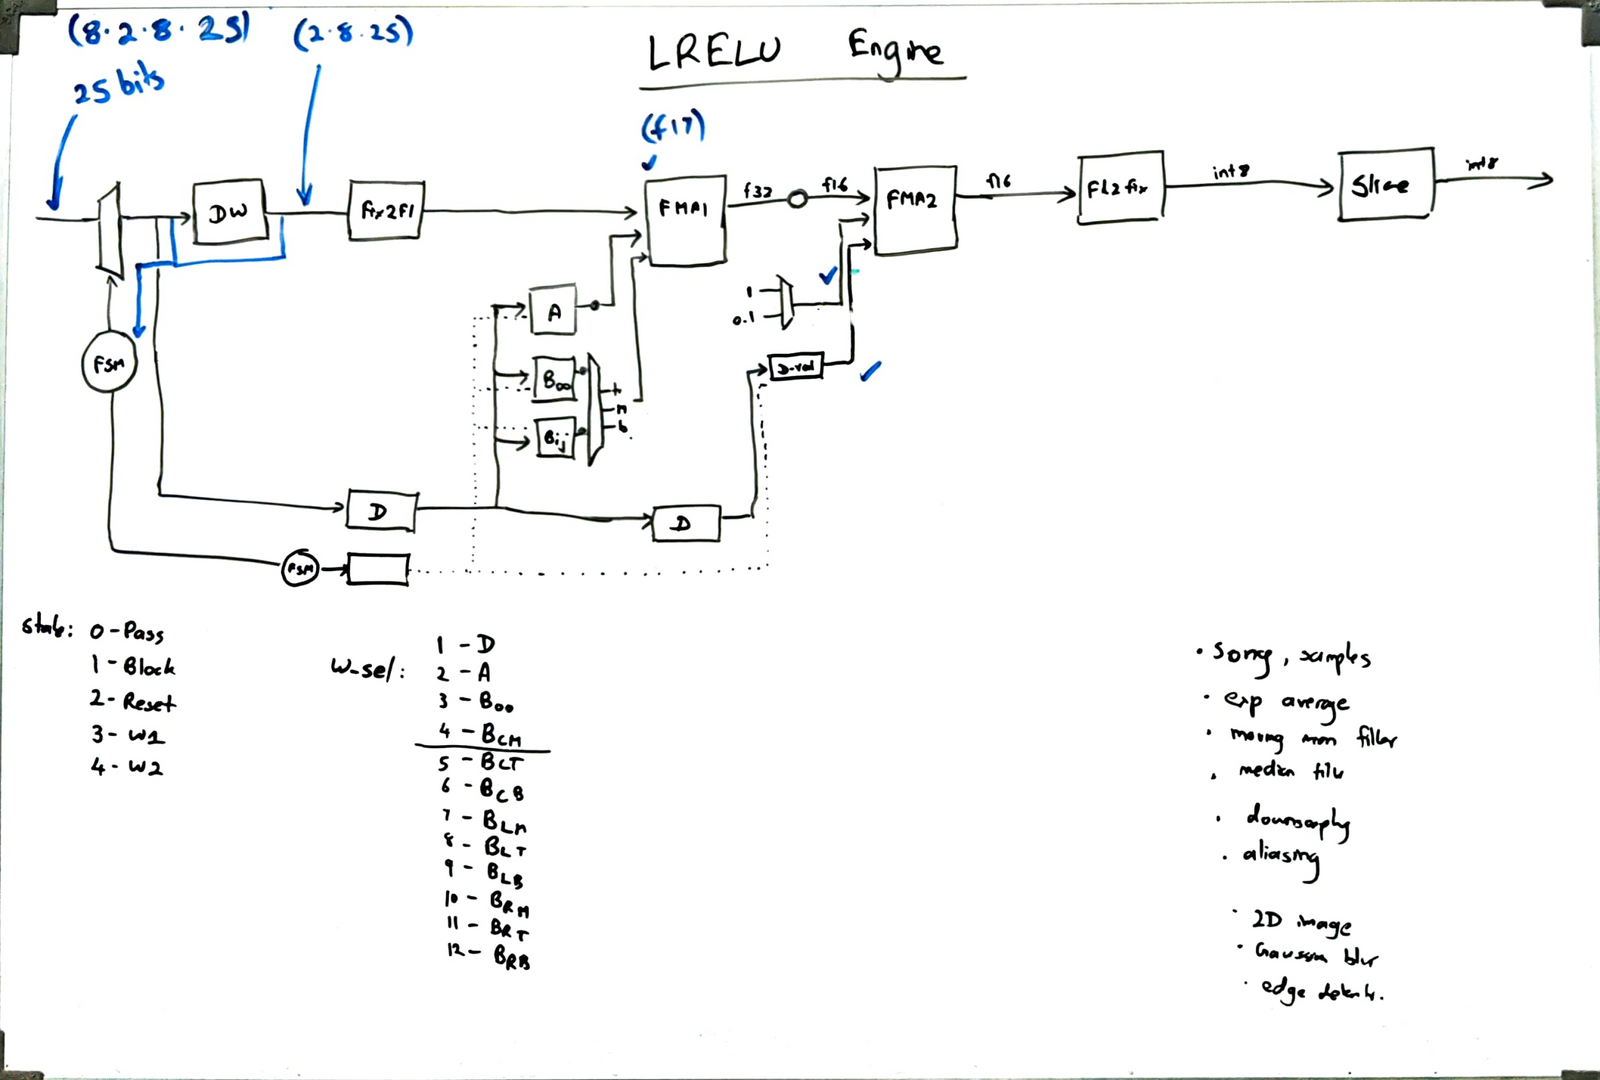 (8.2.8.25)
(2.8.25)
LRELU Engine
25 bits
(f17)
DW
Fix2Fl
FMA1
f32
f16
FMA2
f16
Fl2fix
int8
Slice
int8
A
1
0.1
FSM
B00
t
m
b
Bij
D-val
D
D
FSM
state:
0-Pass
1-Block
2-Reset
3-W1
4-W2
W-sel:
1-D
2-A
3-B00
4-BCM
5-BCT
6-BCB
7-BLM
8-BLT
9-BLB
10-BRM
11-BRT
12-BRB
• song, samples
• exp average
• moving mean filter
• median filter
• downsampling
• aliasing
• 2D image
• Gaussian blur
• edge